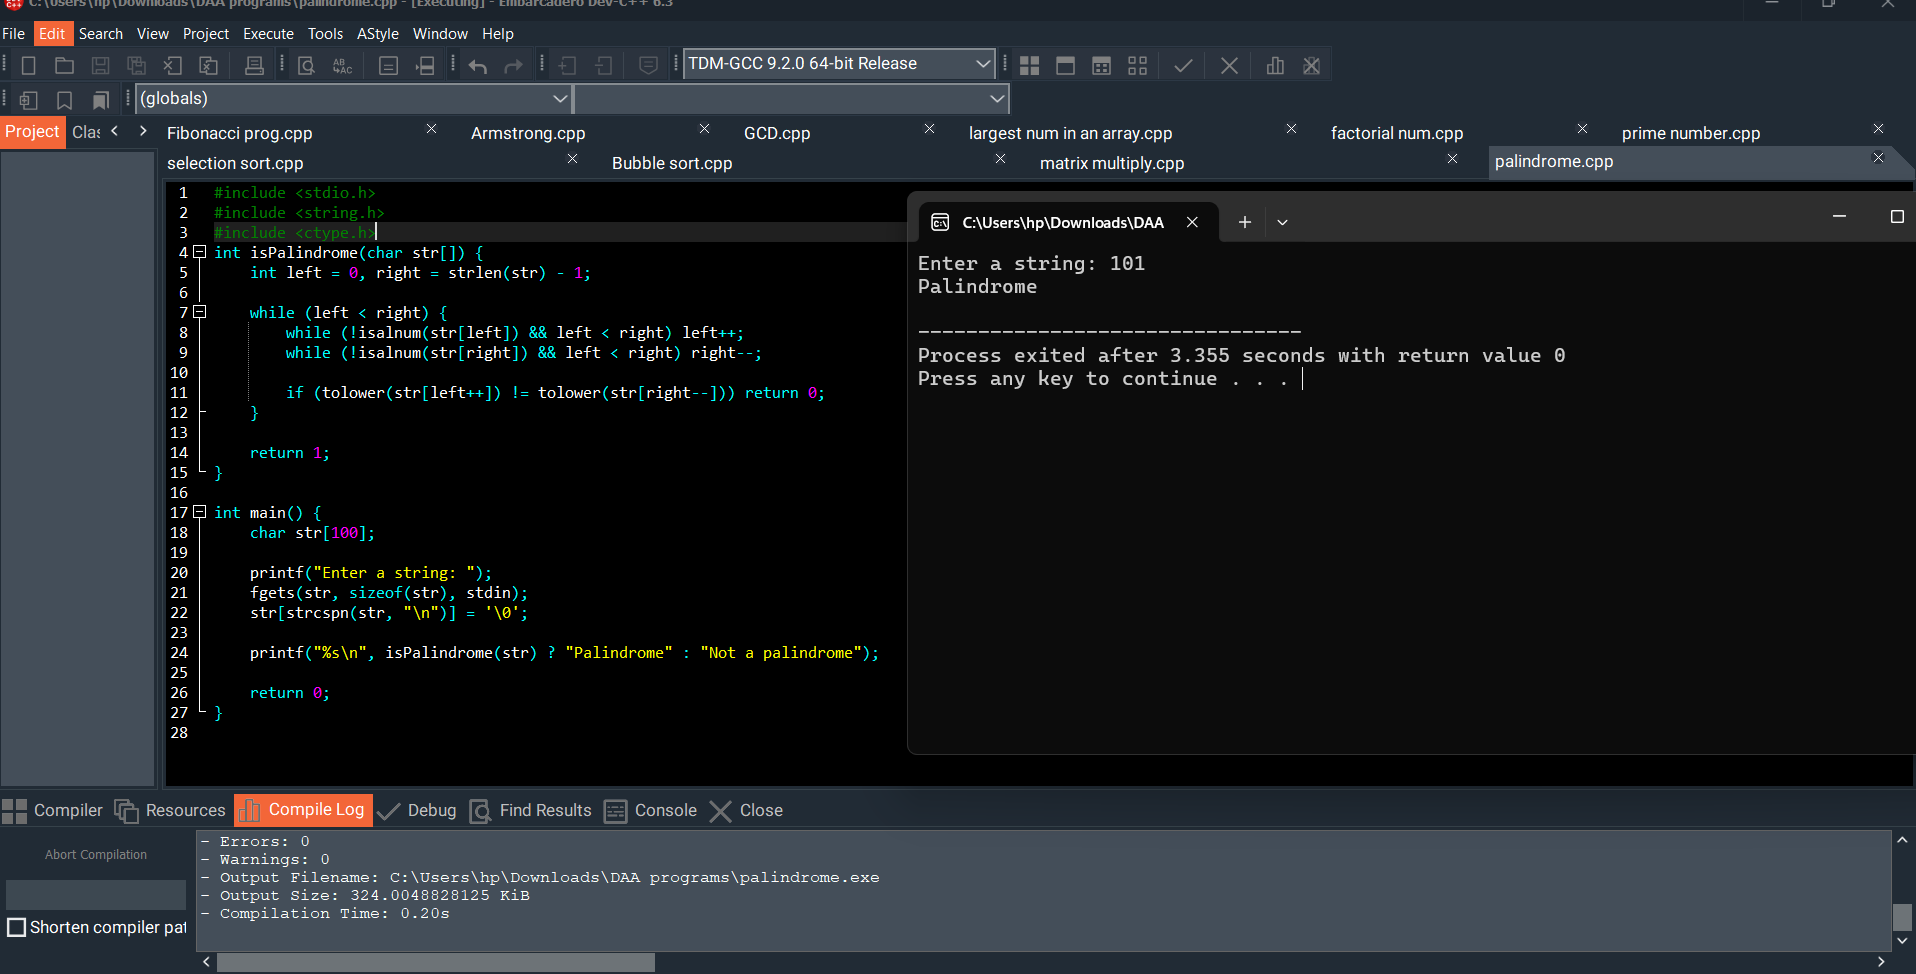 C:\Users\hp\Downloads\DAA programs\palindrome.cpp - [Executing] - Embarcadero Dev-C++ 6.3
File Edit Search View Project Execute Tools AStyle Window Help
TDM-GCC 9.2.0 64-bit Release
(globals)
Project Clas
Fibonacci prog.cpp Armstrong.cpp GCD.cpp largest num in an array.cpp factorial num.cpp prime number.cpp
selection sort.cpp Bubble sort.cpp matrix multiply.cpp palindrome.cpp
1 #include <stdio.h>
2 #include <string.h>
3 #include <ctype.h>
4 int isPalindrome(char str[]) {
5 int left = 0, right = strlen(str) - 1;
6
7 while (left < right) {
8 while (!isalnum(str[left]) && left < right) left++;
9 while (!isalnum(str[right]) && left < right) right--;
10
11 if (tolower(str[left++]) != tolower(str[right--])) return 0;
12 }
13
14 return 1;
15 }
16
17 int main() {
18 char str[100];
19
20 printf("Enter a string: ");
21 fgets(str, sizeof(str), stdin);
22 str[strcspn(str, "\n")] = '\0';
23
24 printf("%s\n", isPalindrome(str) ? "Palindrome" : "Not a palindrome");
25
26 return 0;
27 }
28
C:\Users\hp\Downloads\DAA
Enter a string: 101
Palindrome
--------------------------------
Process exited after 3.355 seconds with return value 0
Press any key to continue . . .
Compiler Resources Compile Log Debug Find Results Console Close
Abort Compilation
Shorten compiler pat
- Errors: 0
- Warnings: 0
- Output Filename: C:\Users\hp\Downloads\DAA programs\palindrome.exe
- Output Size: 324.0048828125 KiB
- Compilation Time: 0.20s